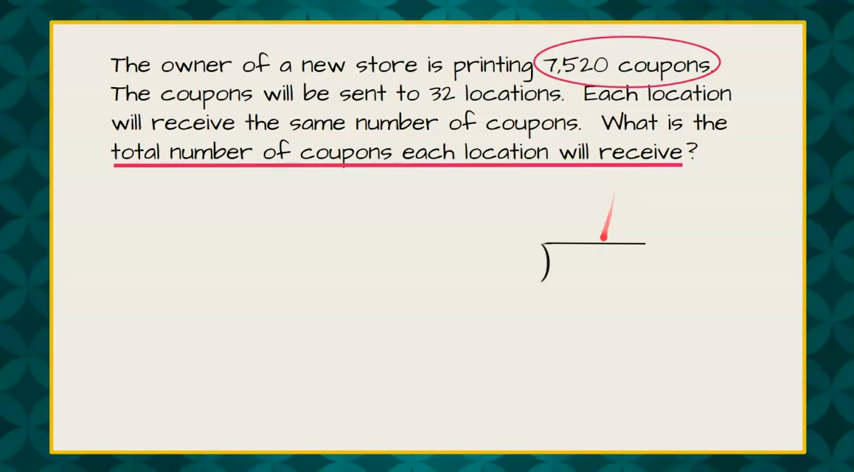 The owner of a new store is printing 7,520 coupons.
The coupons will be sent to 32 locations. Each location
will receive the same number of coupons. What is the
total number of coupons each location will receive?